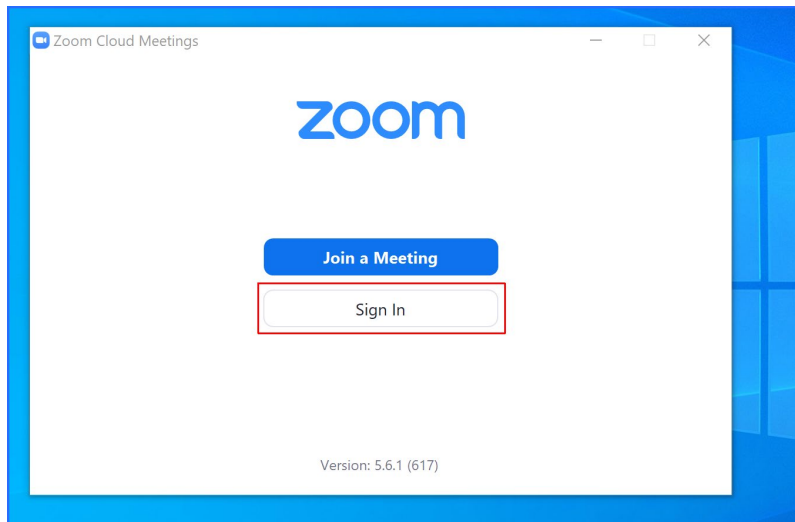 Zoom Cloud Meetings
zoom
Join a Meeting
Sign In
Version: 5.6.1 (617)